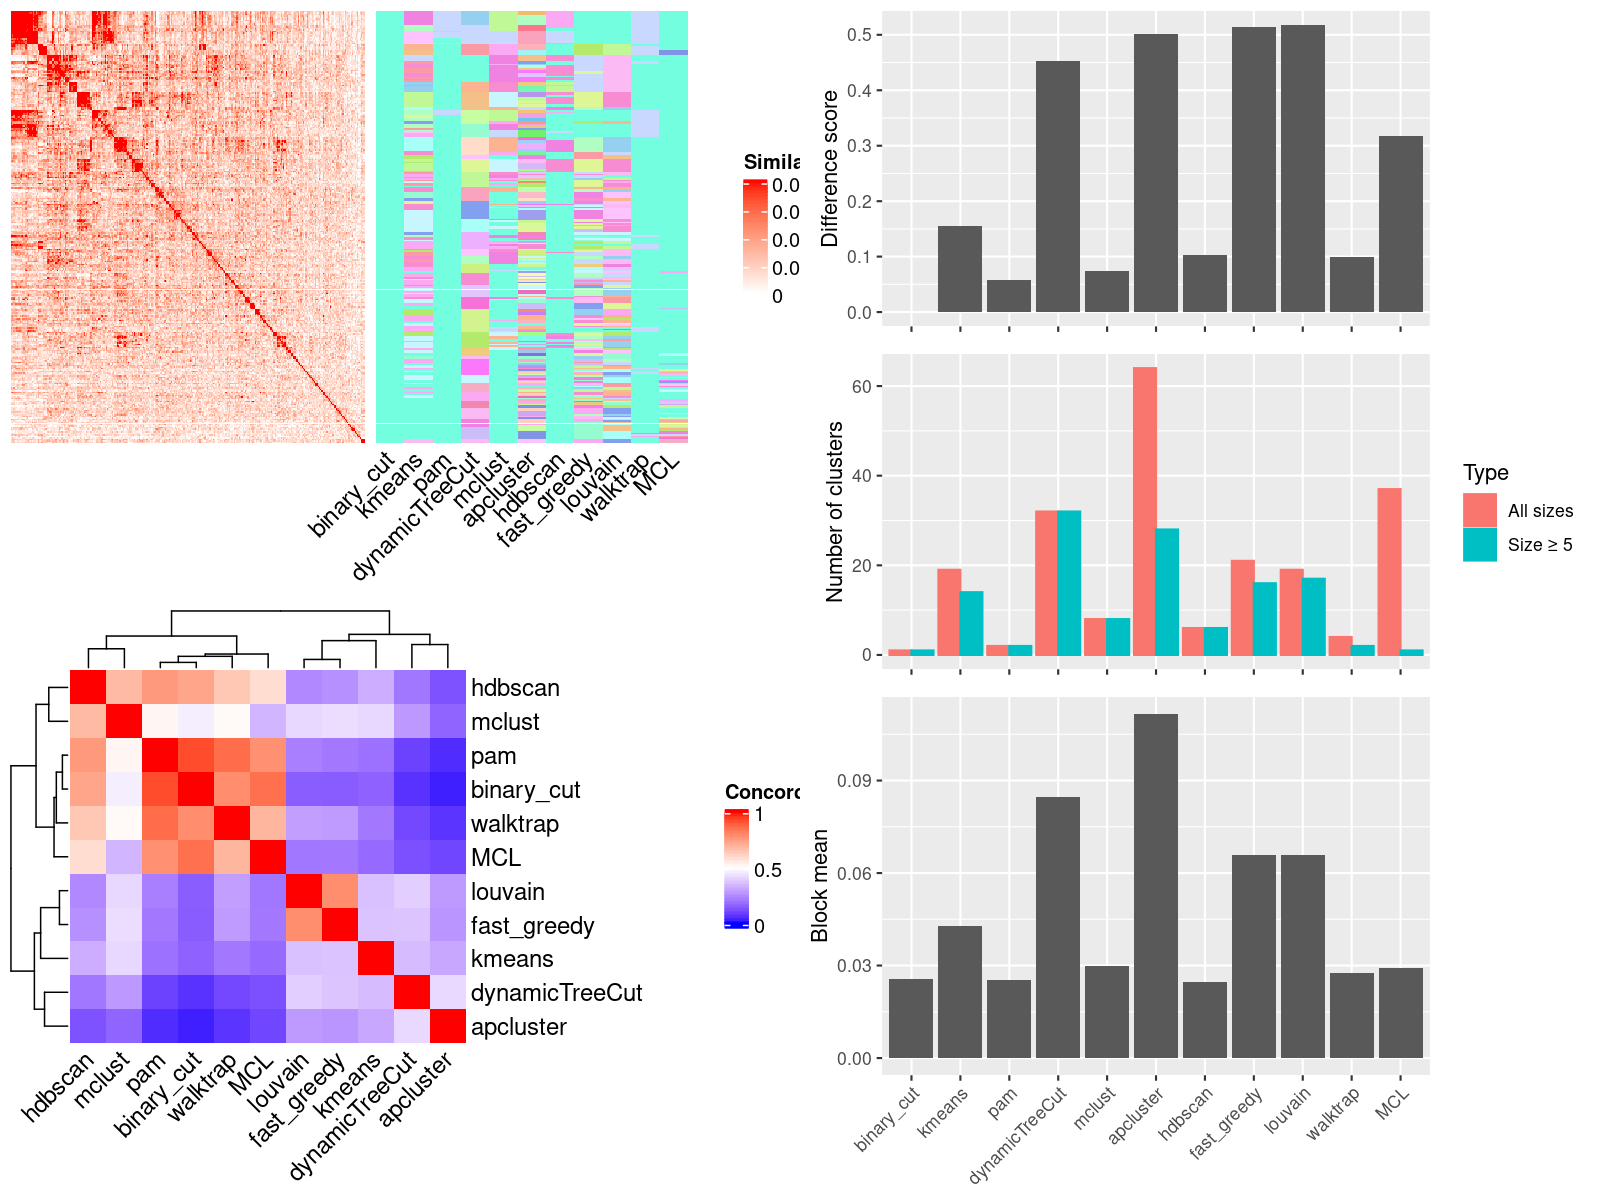 Simila
0.0
0.0
0.0
0.0
0
binary_cut
kmeans
pam
dynamicTreeCut
mclust
apcluster
hdbscan
fast_greedy
louvain
walktrap
MCL
hdbscan
mclust
pam
binary_cut
walktrap
MCL
louvain
fast_greedy
kmeans
dynamicTreeCut
apcluster
hdbscan
mclust
pam
binary_cut
walktrap
MCL
louvain
fast_greedy
kmeans
dynamicTreeCut
apcluster
Concord
1
0.5
0
Difference score
0.5
0.4
0.3
0.2
0.1
0.0
Number of clusters
60
40
20
0
Type
All sizes
Size ≥ 5
Block mean
0.09
0.06
0.03
0.00
binary_cut
kmeans
pam
dynamicTreeCut
mclust
apcluster
hdbscan
fast_greedy
louvain
walktrap
MCL